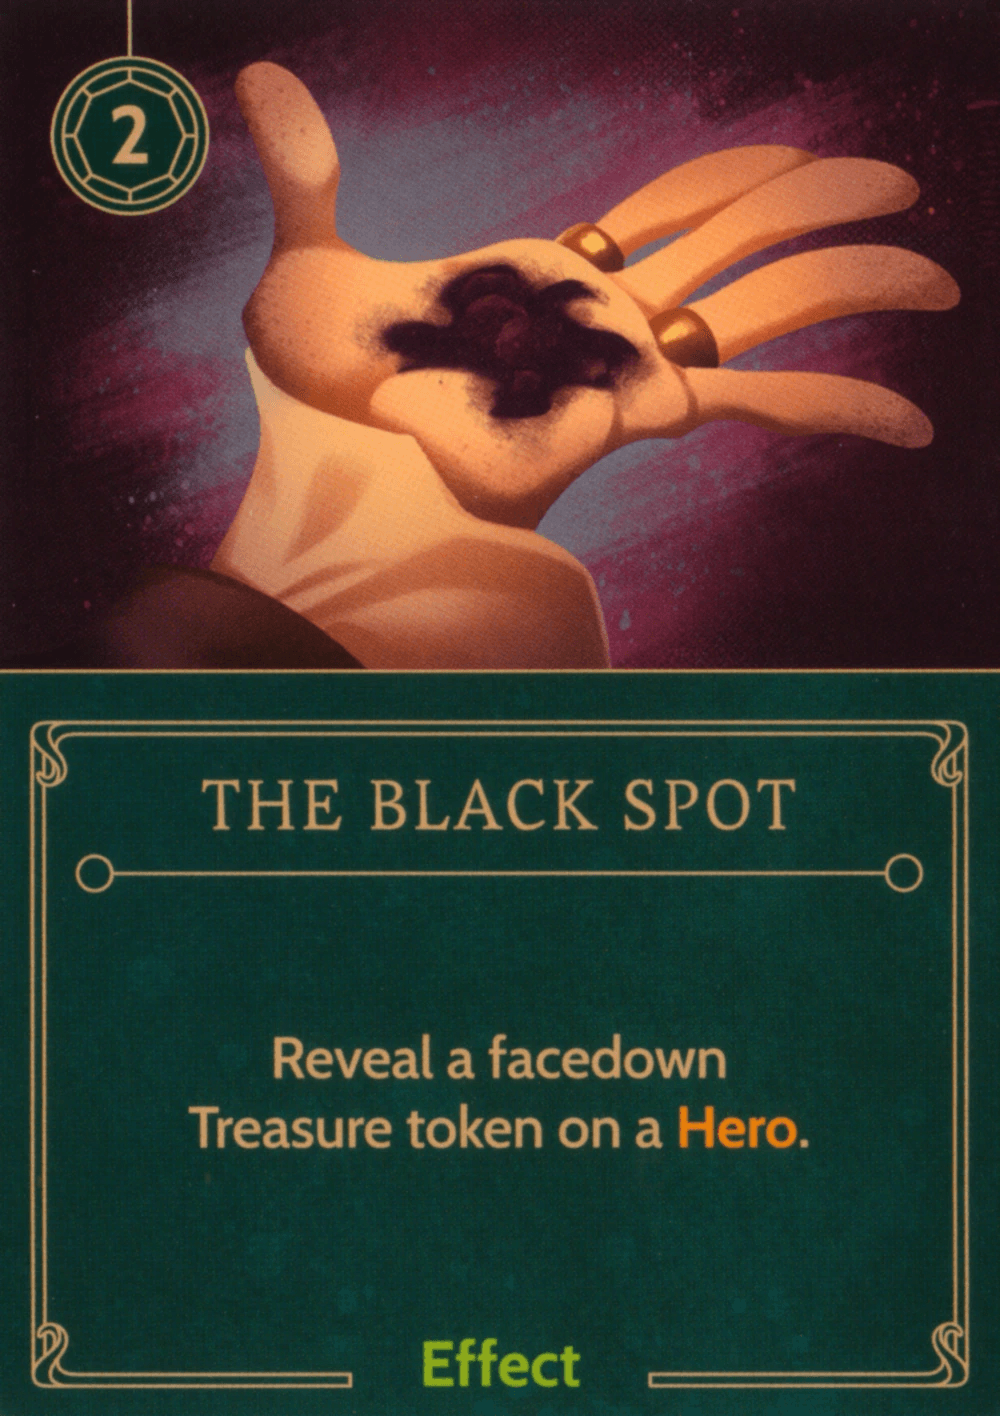 2
THE BLACK SPOT
Reveal a facedown
Treasure token on a Hero.
Effect